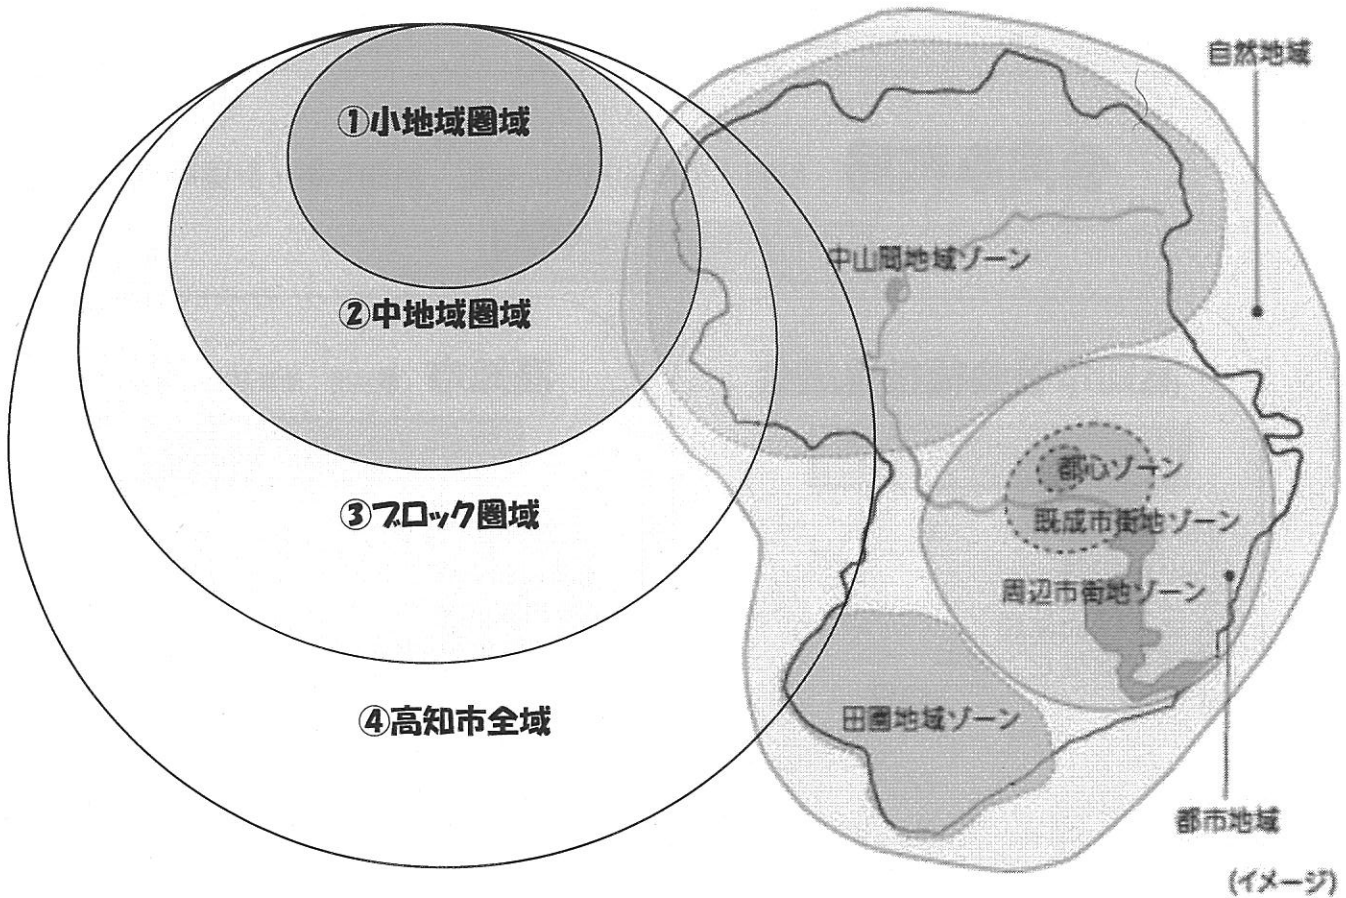 ①小地域圏域
②中地域圏域
③ブロック圏域
④高知市全域
自然地域
中山間地域ゾーン
都心ゾーン
既成市街地ゾーン
周辺市街地ゾーン
田園地域ゾーン
都市地域
(イメージ)